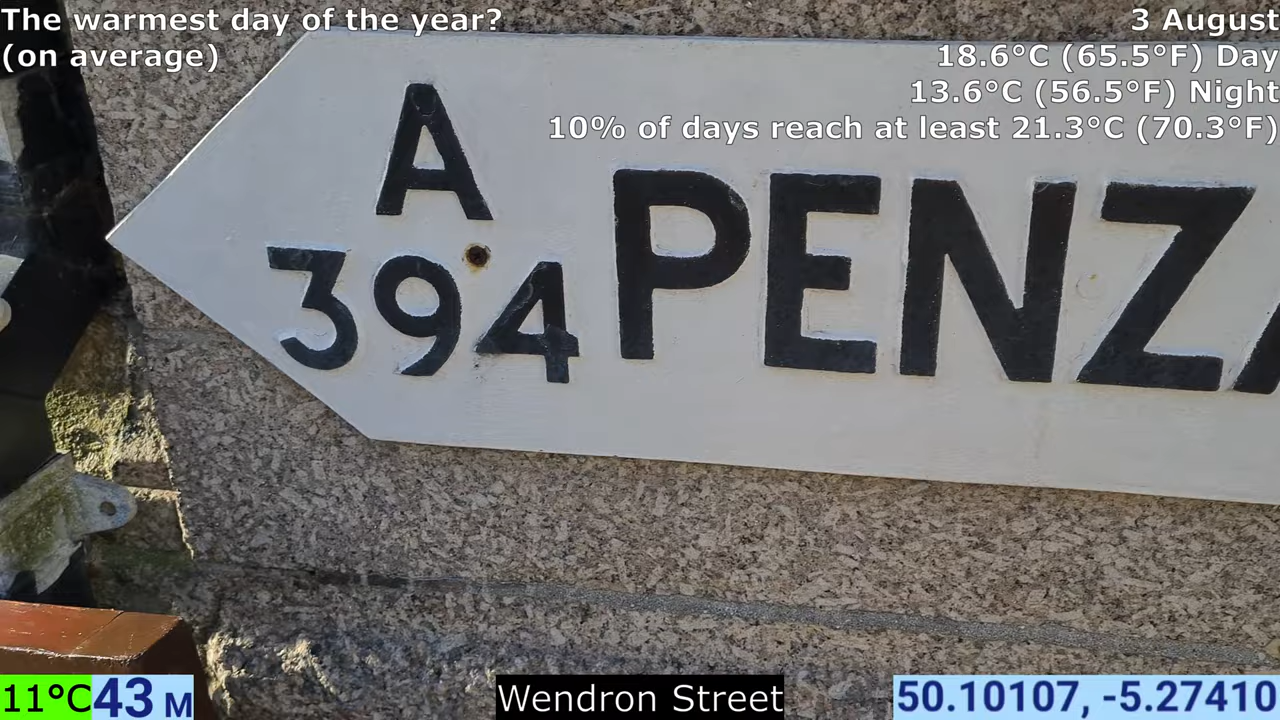 The warmest day of the year?
(on average)
3 August
18.6°C (65.5°F) Day
13.6°C (56.5°F) Night
10% of days reach at least 21.3°C (70.3°F)
A
394 PENZ
11°C 43 M
Wendron Street
50.10107, -5.27410